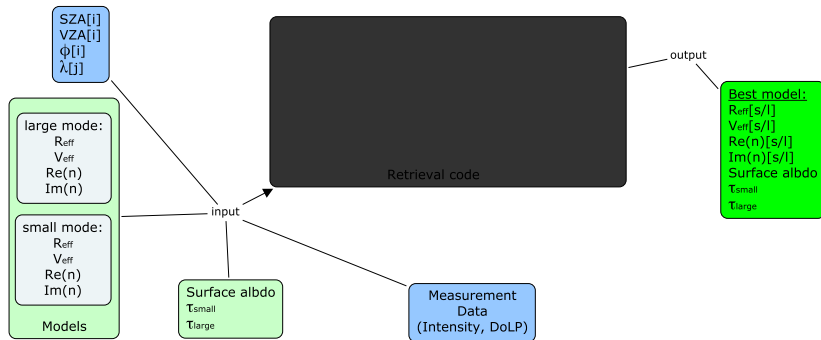 SZA[i]
VZA[i]
ϕ[i]
λ[j]
large mode:
Reff
Veff
Re(n)
Im(n)
small mode:
Reff
Veff
Re(n)
Im(n)
Models
input
Surface albdo
τsmall
τlarge
Measurement
Data
(Intensity, DoLP)
Retrieval code
output
Best model:
Reff[s/l]
Veff[s/l]
Re(n)[s/l]
Im(n)[s/l]
Surface albdo
τsmall
τlarge